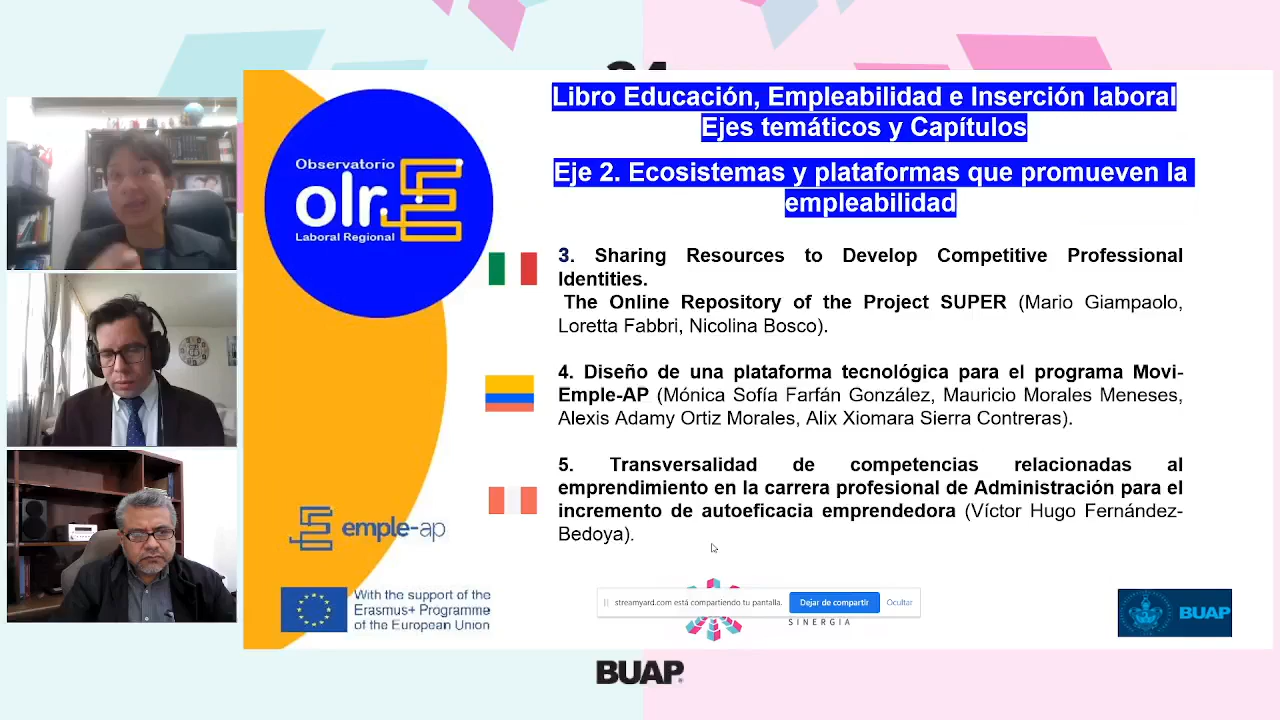 Libro Educación, Empleabilidad e Inserción laboral
Ejes temáticos y Capítulos
Eje 2. Ecosistemas y plataformas que promueven la
empleabilidad
Observatorio
olr.
Laboral Regional
3. Sharing Resources to Develop Competitive Professional
Identities.
The Online Repository of the Project SUPER (Mario Giampaolo,
Loretta Fabbri, Nicolina Bosco).
4. Diseño de una plataforma tecnológica para el programa Movi-
Emple-AP (Mónica Sofía Farfán González, Mauricio Morales Meneses,
Alexis Adamy Ortiz Morales, Alix Xiomara Sierra Contreras).
5. Transversalidad de competencias relacionadas al
emprendimiento en la carrera profesional de Administración para el
incremento de autoeficacia emprendedora (Víctor Hugo Fernández-
Bedoya).
emple-ap
With the support of the
Erasmus+ Programme
of the European Union
streamyard.com está compartiendo tu pantalla. Dejar de compartir Ocultar
SINERGIA
BUAP
BUAP